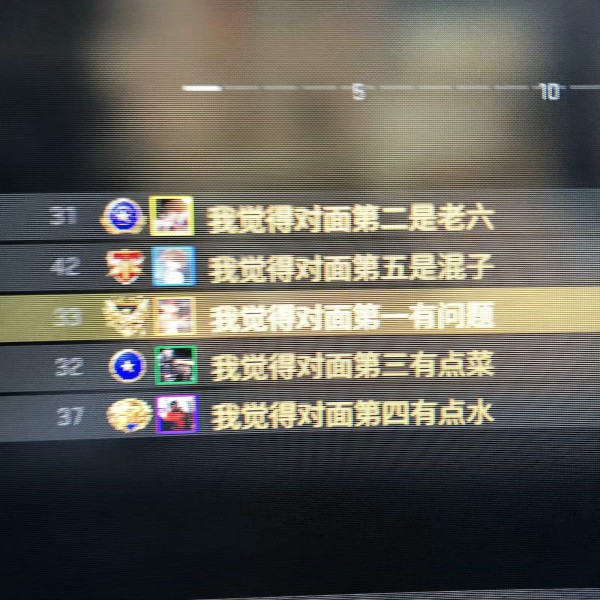 5 10
31 我觉得对面第二是老六
42 我觉得对面第五是混子
33 我觉得对面第一有问题
32 我觉得对面第三有点菜
37 我觉得对面第四有点水